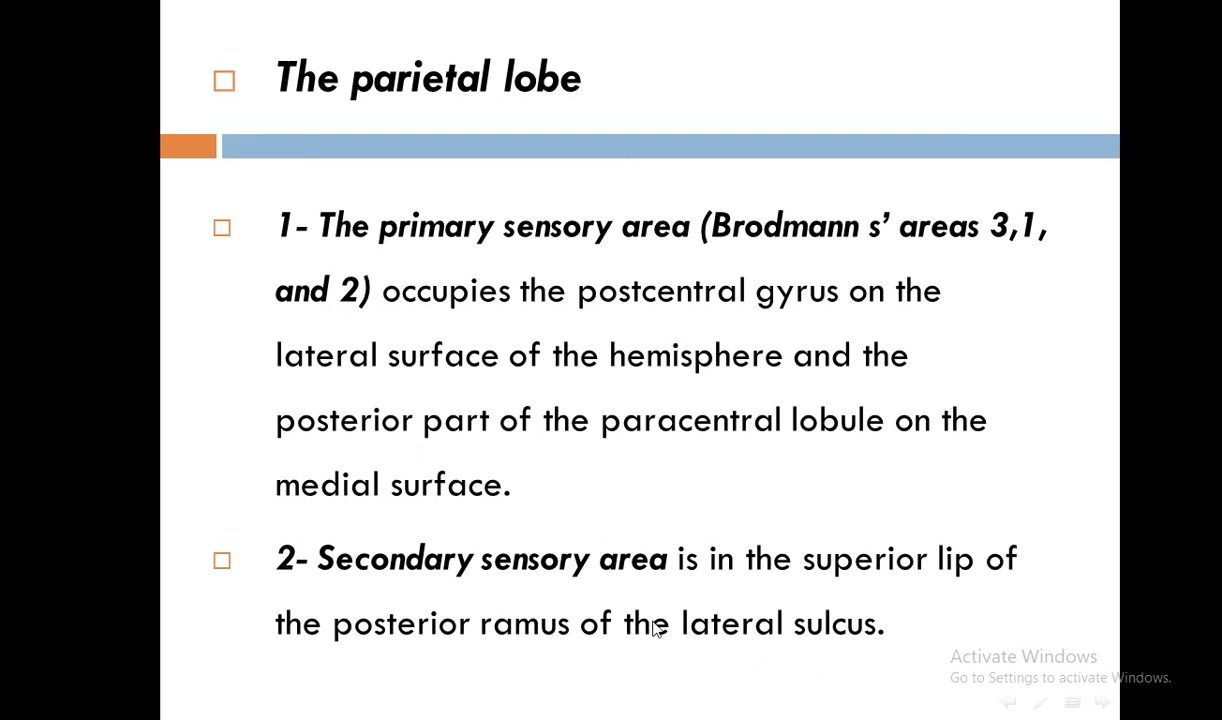 The parietal lobe
1- The primary sensory area (Brodmann s’ areas 3,1,
and 2) occupies the postcentral gyrus on the
lateral surface of the hemisphere and the
posterior part of the paracentral lobule on the
medial surface.
2- Secondary sensory area is in the superior lip of
the posterior ramus of the lateral sulcus.
Activate Windows
Go to Settings to activate Windows.